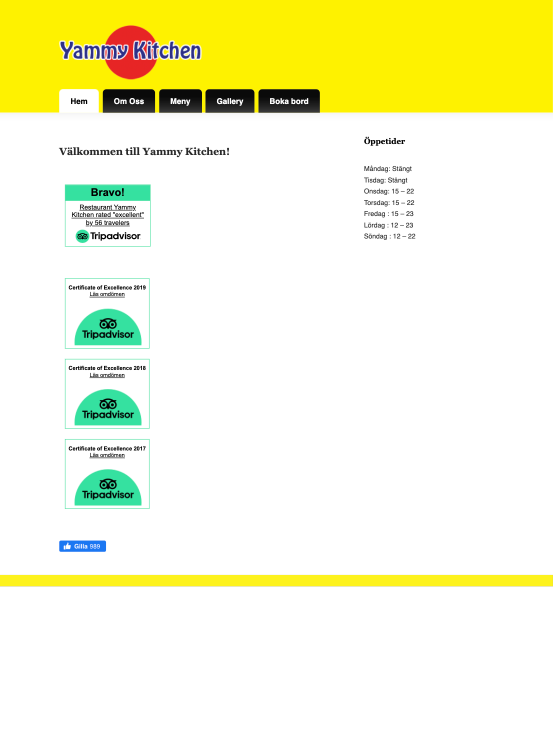 Yammy Kitchen
Hem
Om Oss
Meny
Gallery
Boka bord
Välkommen till Yammy Kitchen!
Bravo!
Restaurant Yammy
Kitchen rated "excellent"
by 56 travelers
Tripadvisor
Certificate of Excellence 2019
Läs omdömen
Tripadvisor
Certificate of Excellence 2018
Läs omdömen
Tripadvisor
Certificate of Excellence 2017
Läs omdömen
Tripadvisor
Gilla 989
Öppetider
Måndag: Stängt
Tisdag: Stängt
Onsdag: 15 – 22
Torsdag: 15 – 22
Fredag : 15 – 23
Lördag : 12 – 23
Söndag : 12 – 22